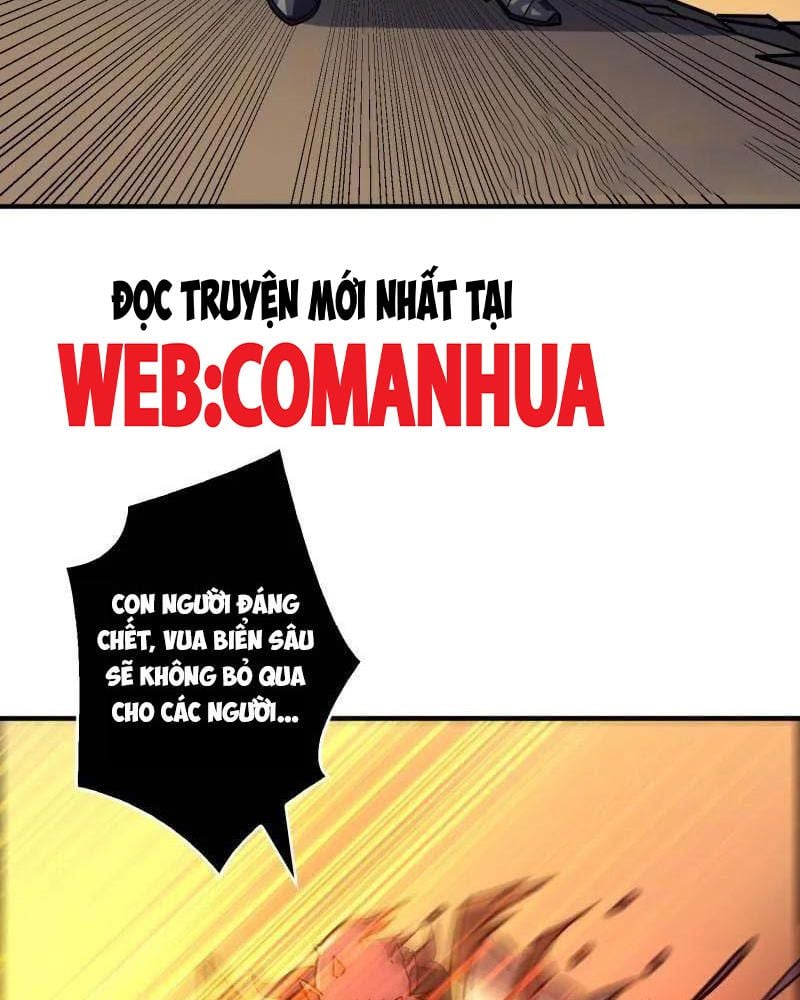 ĐỌC TRUYỆN MỚI NHẤT TẠI
WEB:COMANHUA
CON NGƯỜI ĐÁNG
CHẾT, VUA BIỂN SÂU
SẼ KHÔNG BỎ QUA
CHO CÁC NGƯỜI...